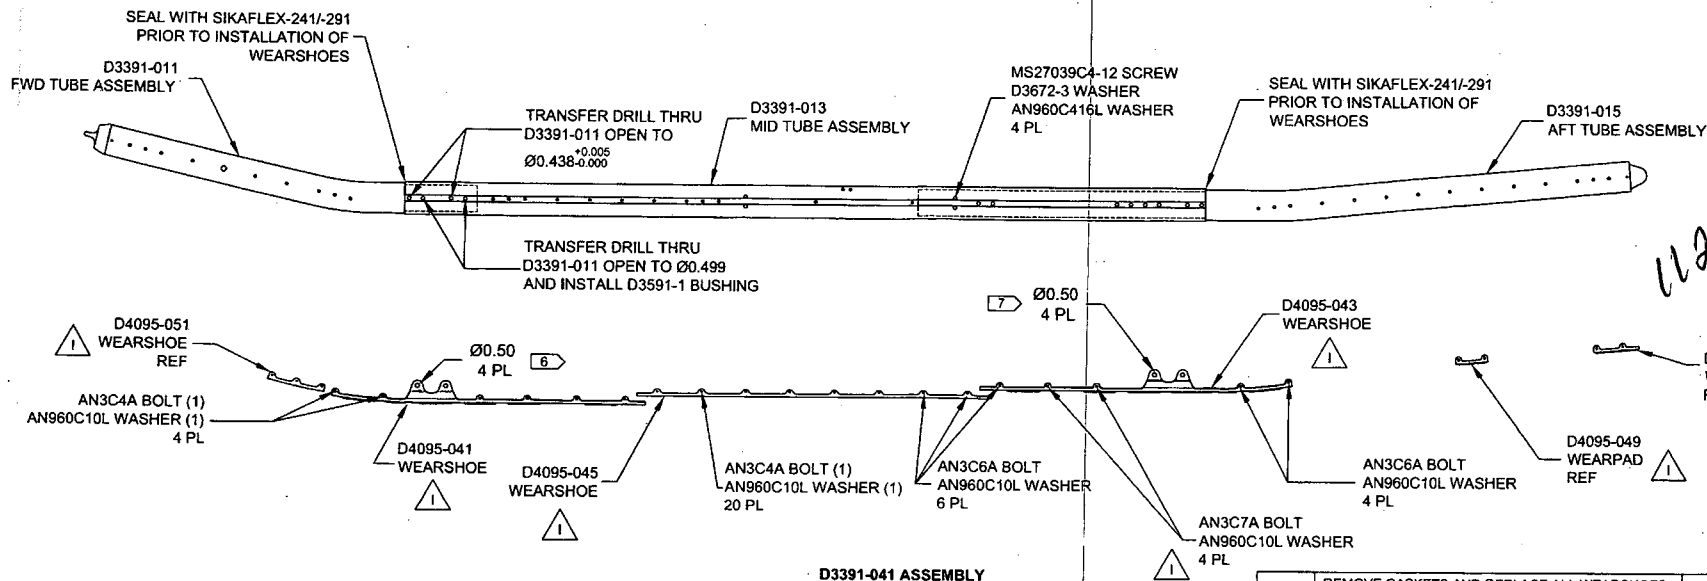 SEAL WITH SIKAFLEX-241/-291
PRIOR TO INSTALLATION OF
WEARSHOES
D3391-011
FWD TUBE ASSEMBLY
TRANSFER DRILL THRU
D3391-011 OPEN TO
Ø0.438 +0.005 -0.000
D3391-013
MID TUBE ASSEMBLY
MS27039C4-12 SCREW
D3672-3 WASHER
AN960C416L WASHER
4 PL
SEAL WITH SIKAFLEX-241/-291
PRIOR TO INSTALLATION OF
WEARSHOES
D3391-015
AFT TUBE ASSEMBLY
TRANSFER DRILL THRU
D3391-011 OPEN TO Ø0.499
AND INSTALL D3591-1 BUSHING
D4095-051
WEARSHOE
REF
1
Ø0.50
4 PL
6
7
Ø0.50
4 PL
D4095-043
WEARSHOE
1
AN3C4A BOLT (1)
AN960C10L WASHER (1)
4 PL
D4095-041
WEARSHOE
1
D4095-045
WEARSHOE
1
AN3C4A BOLT (1)
AN960C10L WASHER (1)
20 PL
AN3C6A BOLT
AN960C10L WASHER
6 PL
AN3C7A BOLT
AN960C10L WASHER
4 PL
1
AN3C6A BOLT
AN960C10L WASHER
4 PL
D4095-049
WEARPAD
REF
1
D3391-041 ASSEMBLY